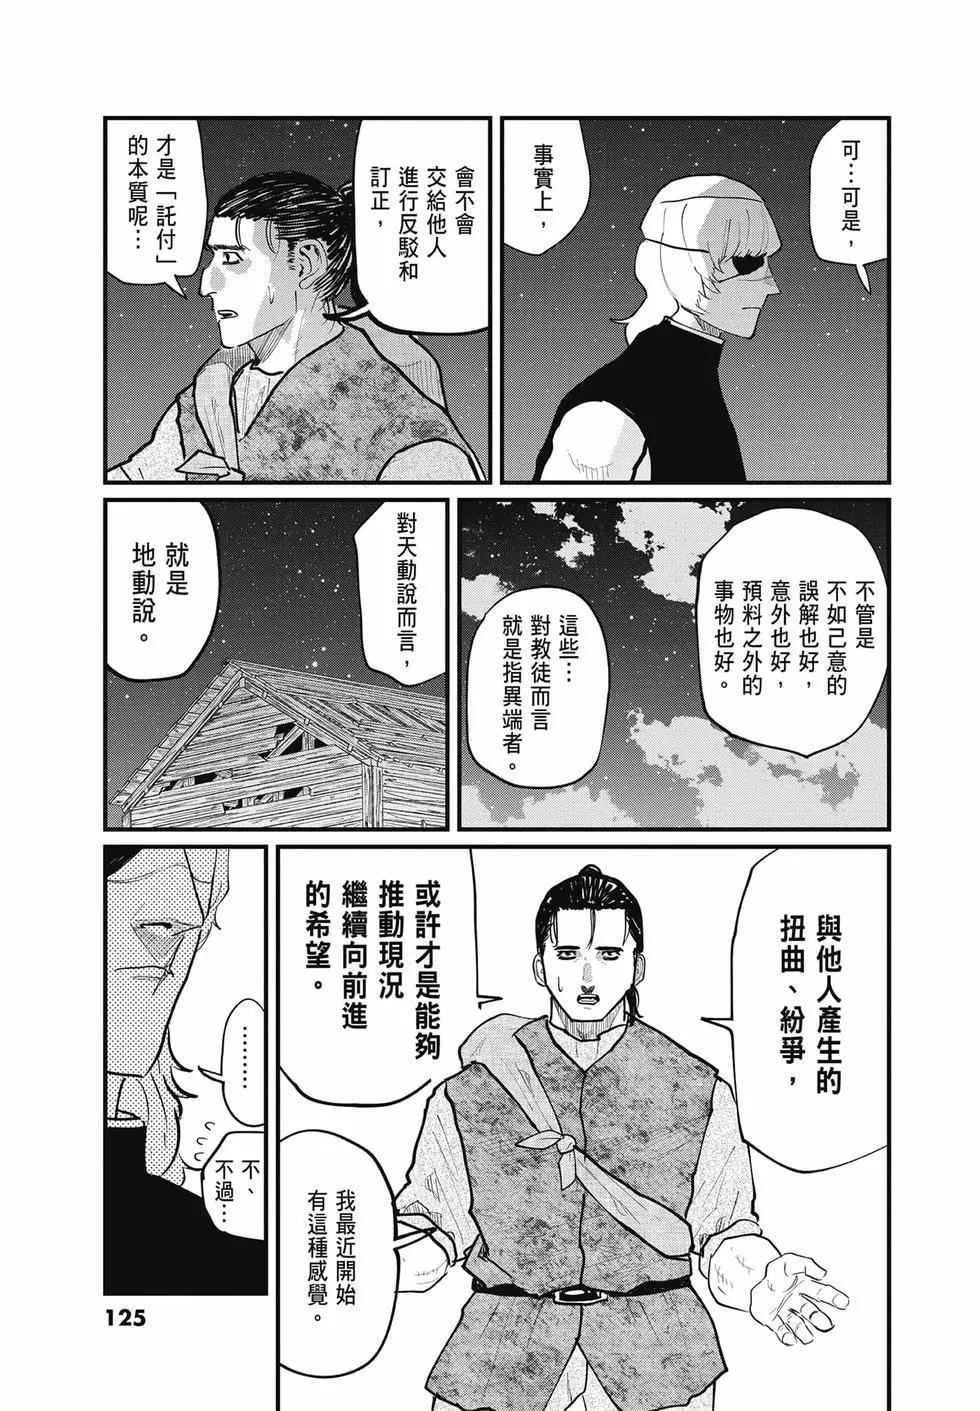 可…可是，
事實上，
會不會
交給他人
進行反駁和
訂正，
才是「託付」
的本質呢…
不管是
不如己意的
誤解也好，
意外也好，
預料之外的
事物也好。
這些…
對教徒而言
就是指異端者。
對天動說而言，
就是
地動說。
與他人產生的
扭曲、紛爭，
或許才是能夠
推動現況
繼續向前進
的希望。
我最近開始
有這種感覺。
………
不、
不過…
125